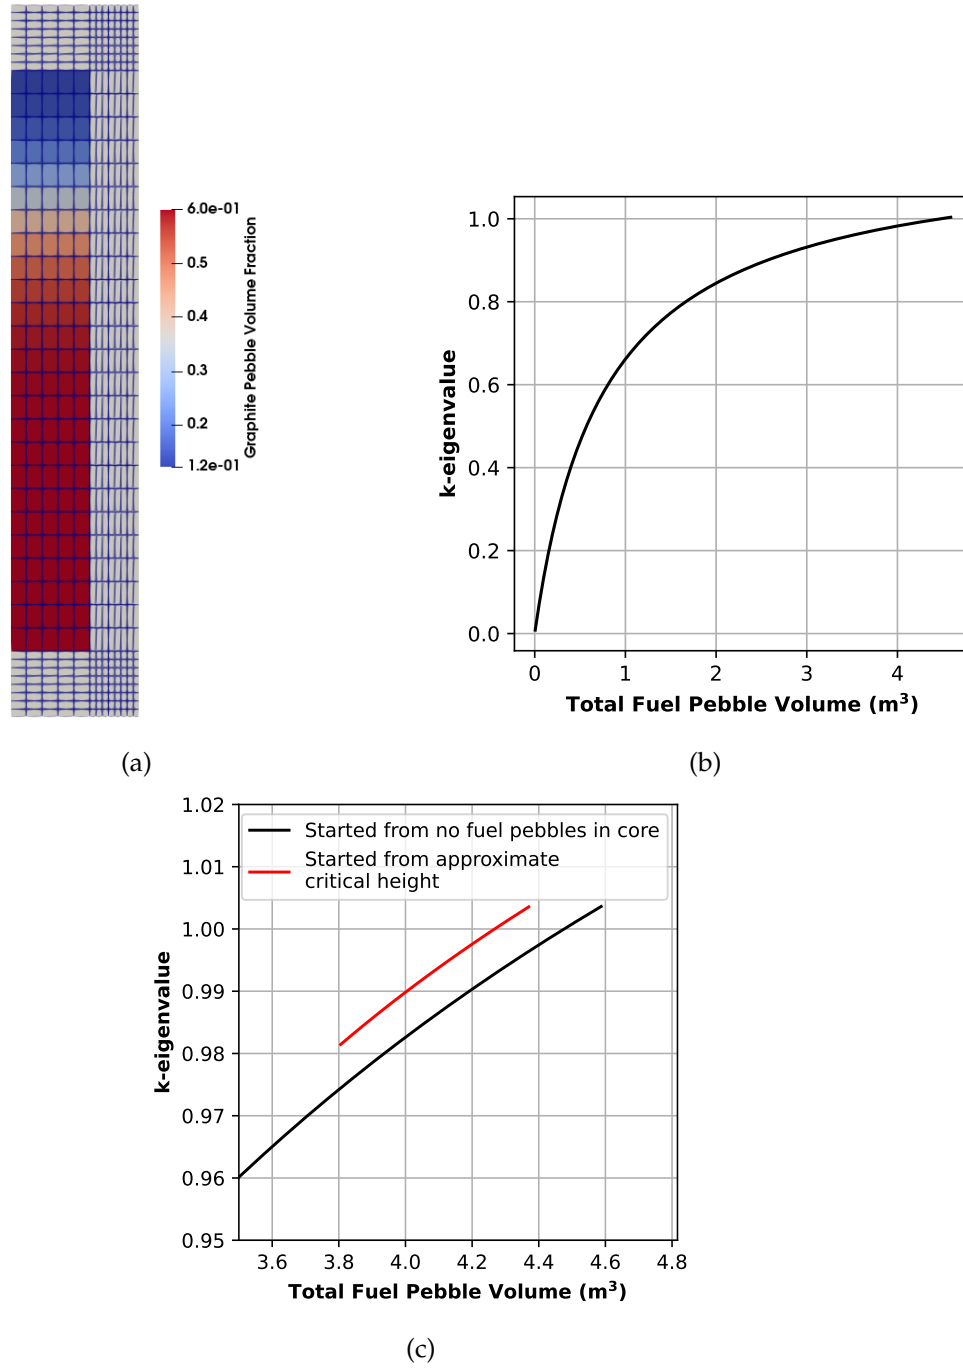 6.0e-01
0.5
0.4
0.3
0.2
1.2e-01
Graphite Pebble Volume Fraction
(a)
1.0
0.8
0.6
0.4
0.2
0.0
k-eigenvalue
0 1 2 3 4
Total Fuel Pebble Volume (m³)
(b)
1.02
1.01
1.00
0.99
0.98
0.97
0.96
0.95
k-eigenvalue
Started from no fuel pebbles in core
Started from approximate
critical height
3.6 3.8 4.0 4.2 4.4 4.6 4.8
Total Fuel Pebble Volume (m³)
(c)